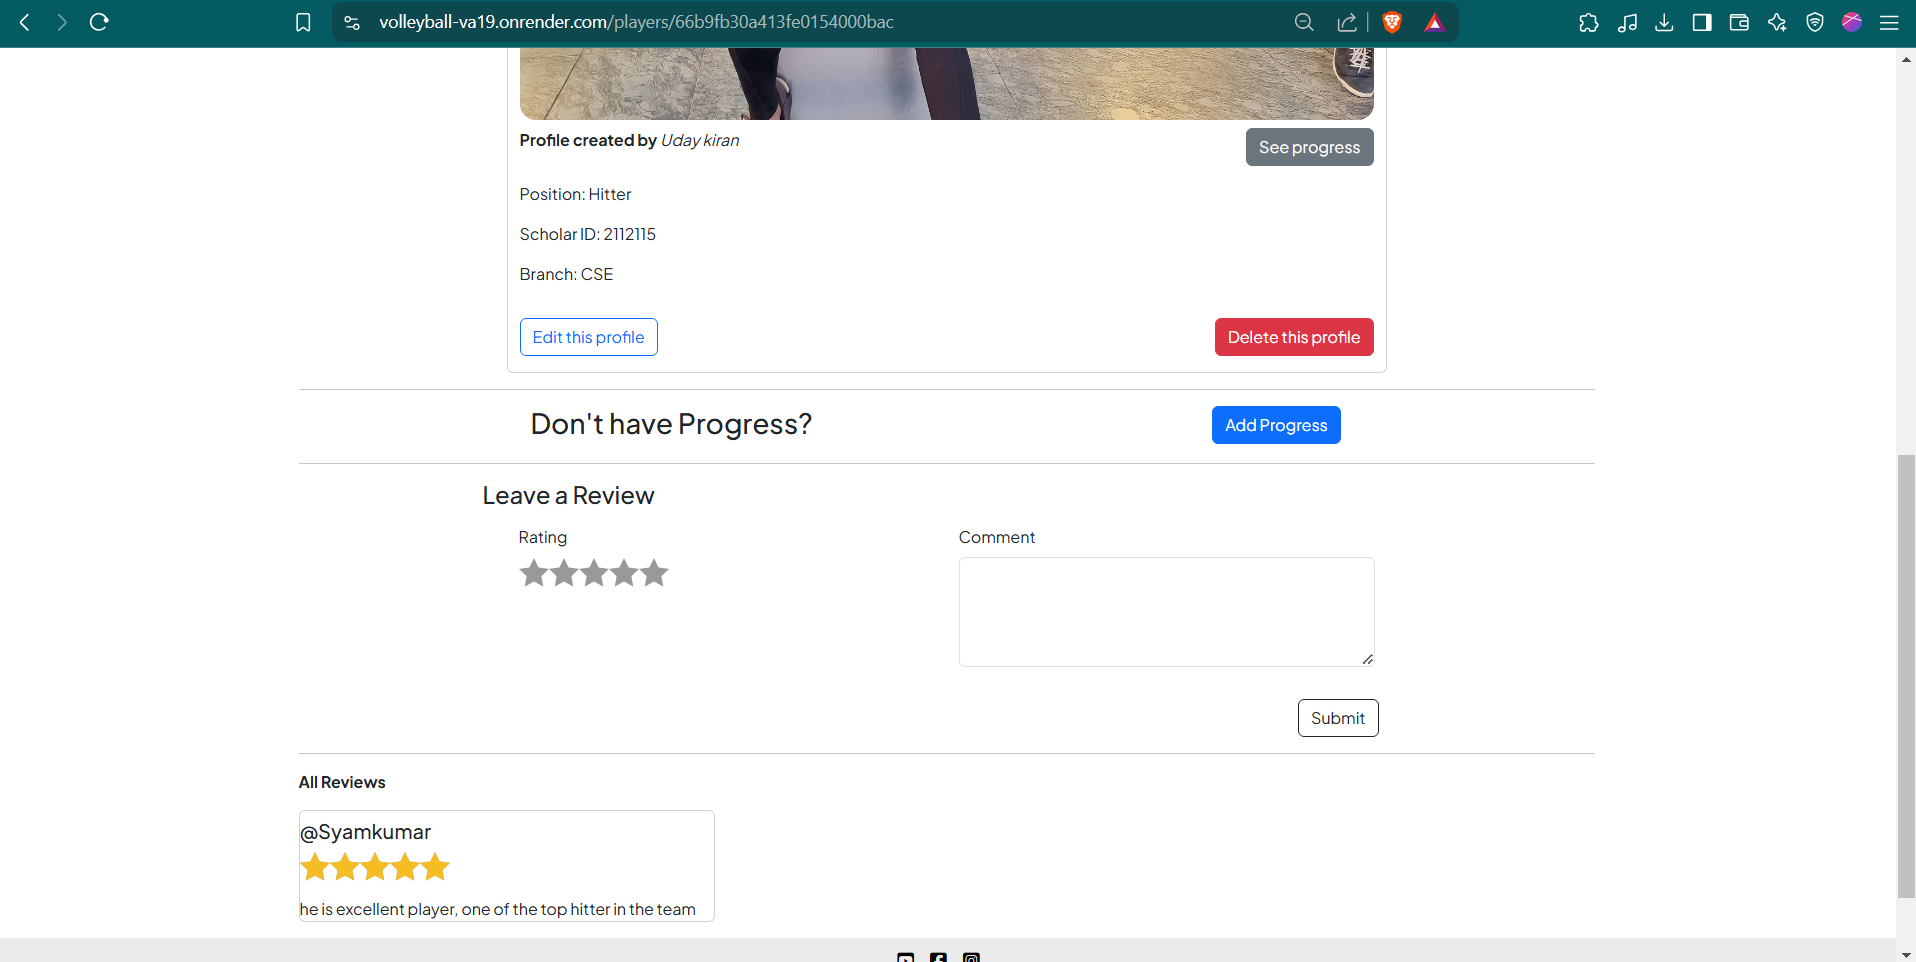 volleyball-va19.onrender.com/players/66b9fb30a413fe0154000bac
Profile created by Uday kiran
See progress
Position: Hitter
Scholar ID: 2112115
Branch: CSE
Edit this profile
Delete this profile
Don't have Progress?
Add Progress
Leave a Review
Rating
Comment
Submit
All Reviews
@Syamkumar
he is excellent player, one of the top hitter in the team